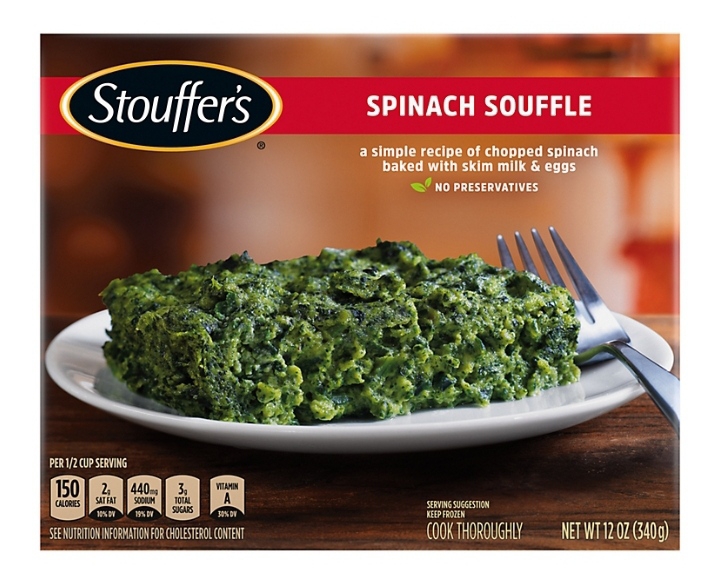 Stouffer's®
SPINACH SOUFFLE
a simple recipe of chopped spinach
baked with skim milk & eggs
NO PRESERVATIVES
PER 1/2 CUP SERVING
150 CALORIES
2g SAT FAT 10% DV
440mg SODIUM 19% DV
3g TOTAL SUGARS
VITAMIN A 30% DV
SEE NUTRITION INFORMATION FOR CHOLESTEROL CONTENT
SERVING SUGGESTION
KEEP FROZEN
COOK THOROUGHLY
NET WT 12 OZ (340g)